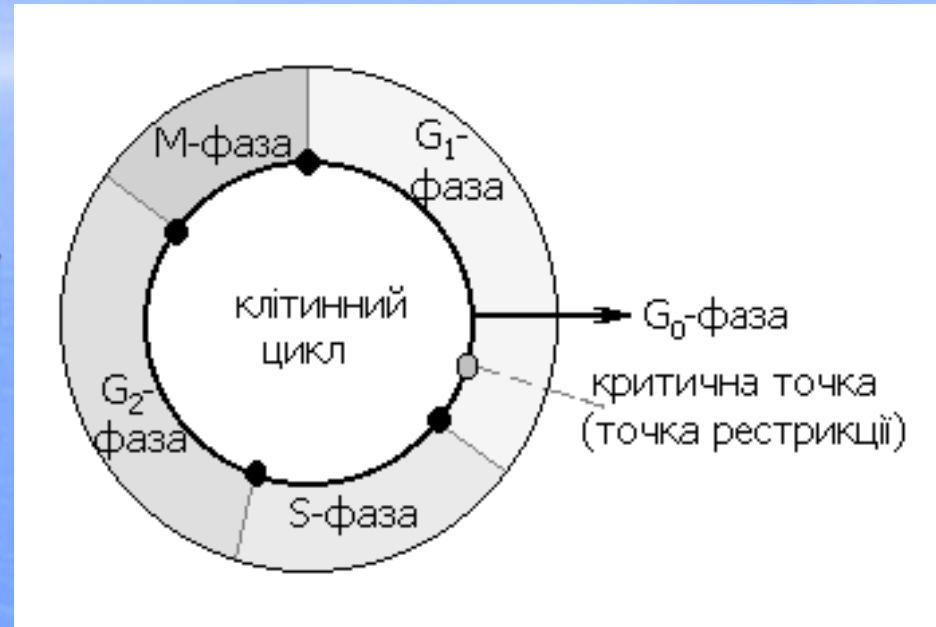 М-фаза
G₁-
фаза
клітинний
цикл
G₀-фаза
критична точка
(точка рестрикції)
G₂-
фаза
S-фаза